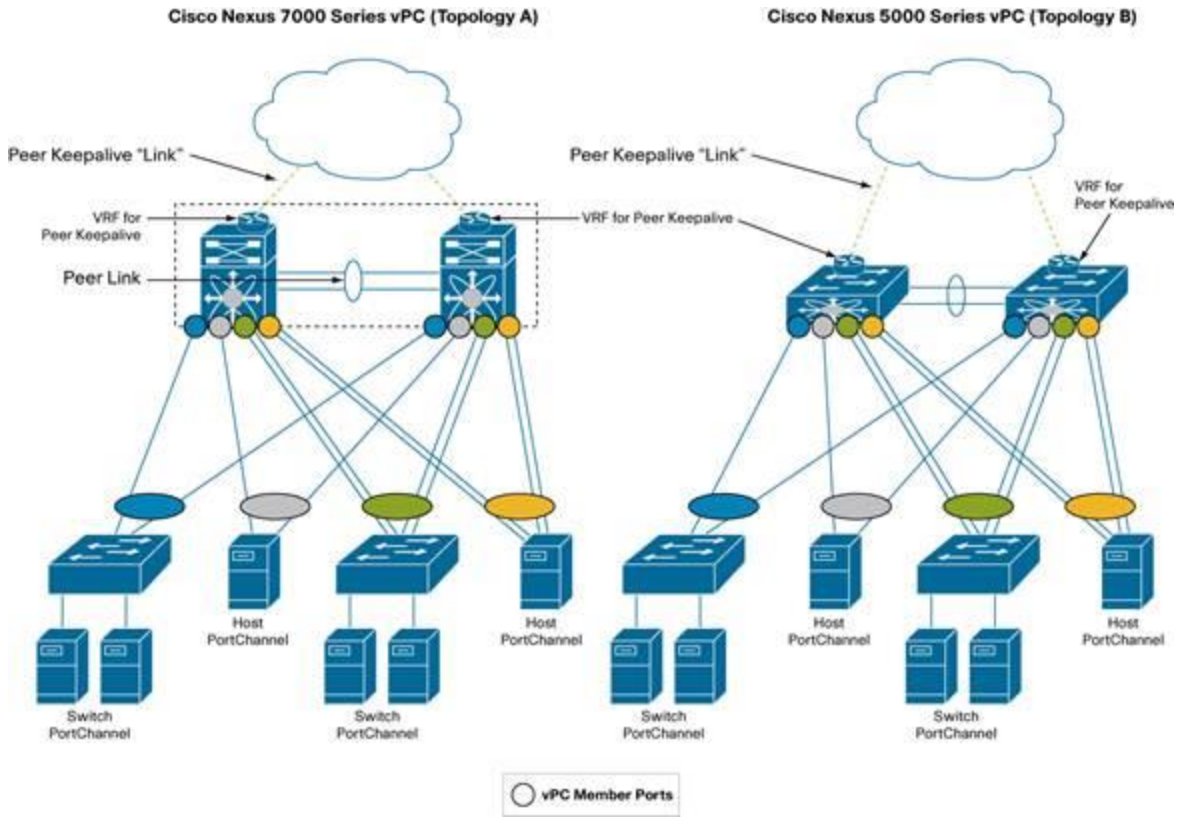 Cisco Nexus 7000 Series vPC (Topology A)
Cisco Nexus 5000 Series vPC (Topology B)
Peer Keepalive "Link"
Peer Keepalive "Link"
VRF for
Peer Keepalive
VRF for Peer Keepalive
VRF for
Peer Keepalive
Peer Link
Host
PortChannel
Host
PortChannel
Host
PortChannel
Host
PortChannel
Switch
PortChannel
Switch
PortChannel
Switch
PortChannel
Switch
PortChannel
vPC Member Ports